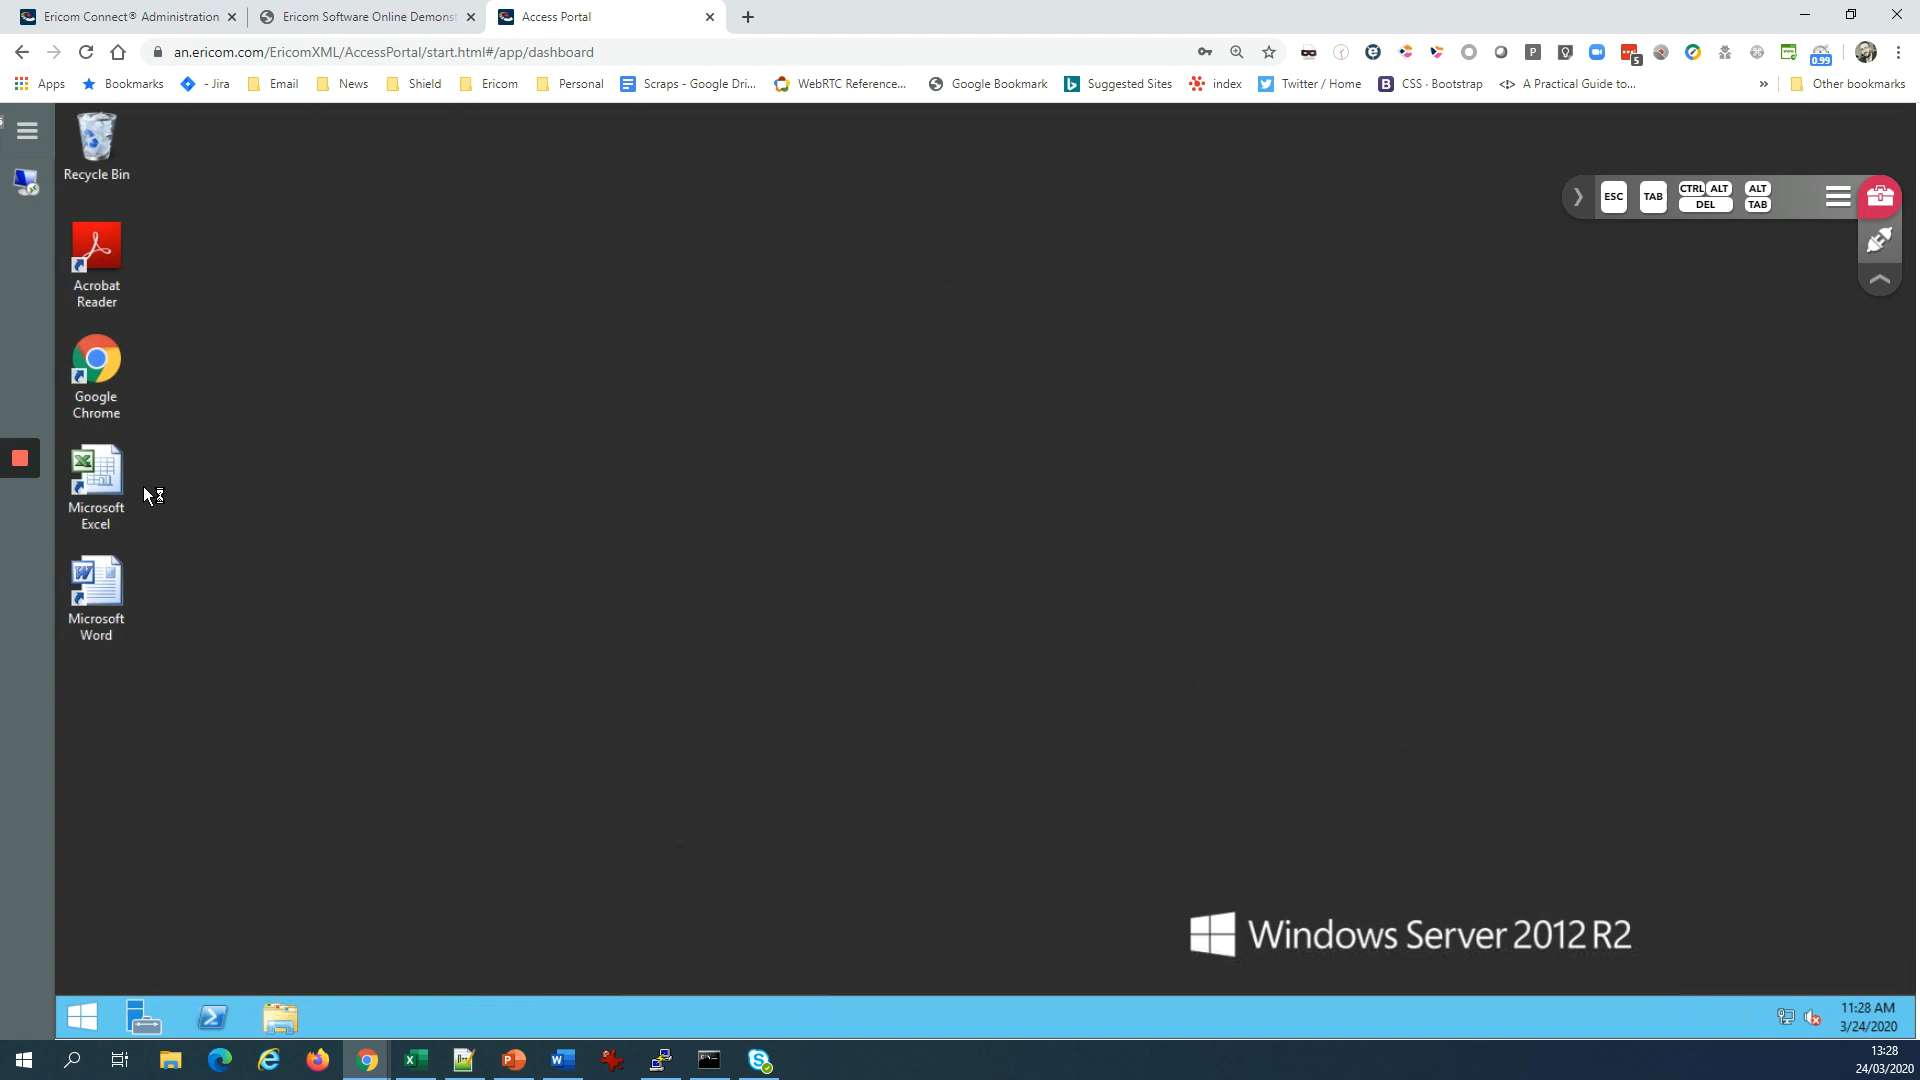 Ericom Connect® Administration
Ericom Software Online Demonst
Access Portal
an.ericom.com/EricomXML/AccessPortal/start.html#/app/dashboard
5
0.99
Apps
Bookmarks
- Jira
Email
News
Shield
Ericom
Personal
Scraps - Google Dri...
WebRTC Reference...
Google Bookmark
Suggested Sites
index
Twitter / Home
CSS · Bootstrap
A Practical Guide to...
Other bookmarks
Recycle Bin
ESC
TAB
CTRL ALT
DEL
ALT
TAB
Acrobat
Reader
Google
Chrome
Microsoft
Excel
Microsoft
Word
Windows Server 2012 R2
11:28 AM
3/24/2020
13:28
24/03/2020